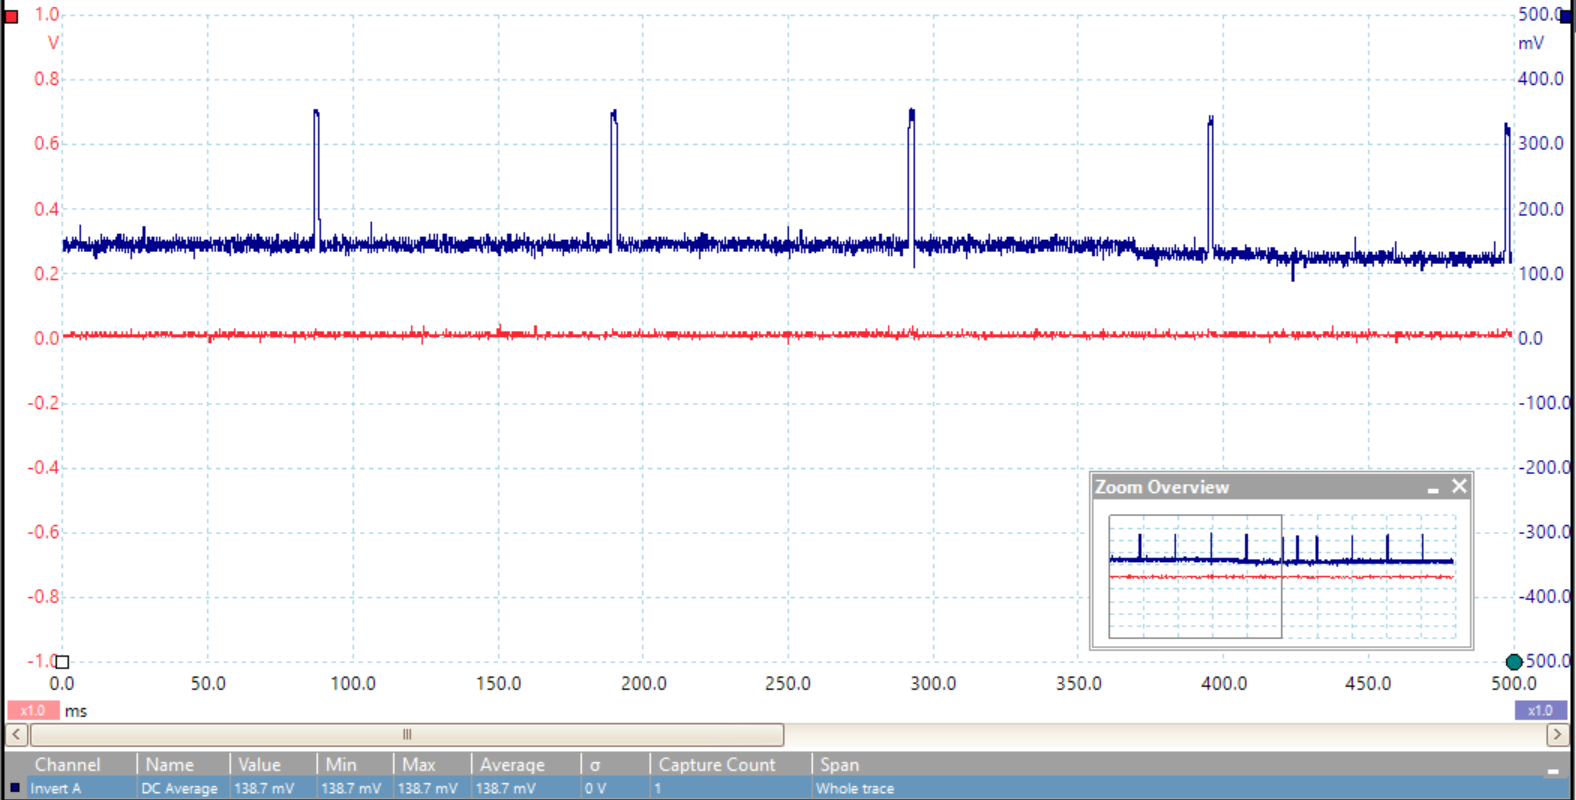 1.0 500.0
V mV
0.8 400.0
0.6 300.0
0.4 200.0
0.2 100.0
0.0 0.0
-0.2 -100.0
-0.4 -200.0
Zoom Overview
-0.6 -300.0
-0.8 -400.0
-1.0 500.0
0.0 50.0 100.0 150.0 200.0 250.0 300.0 350.0 400.0 450.0 500.0
x1.0 ms x1.0
Channel Name Value Min Max Average σ Capture Count Span
Invert A DC Average 138.7 mV 138.7 mV 138.7 mV 138.7 mV 0 V 1 Whole trace